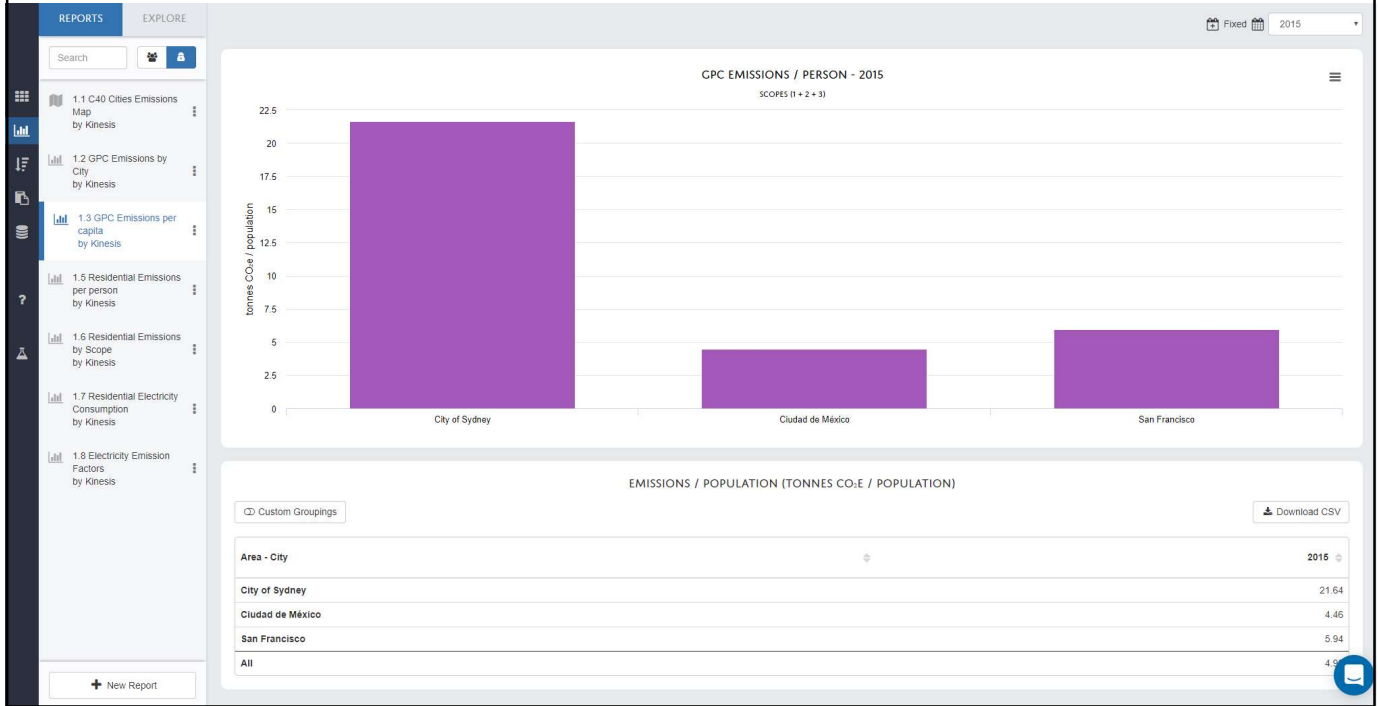 REPORTS
EXPLORE
Search
1.1 C40 Cities Emissions
Map
by Kinesis
1.2 GPC Emissions by
City
by Kinesis
1.3 GPC Emissions per
capita
by Kinesis
1.5 Residential Emissions
per person
by Kinesis
1.6 Residential Emissions
by Scope
by Kinesis
1.7 Residential Electricity
Consumption
by Kinesis
1.8 Electricity Emission
Factors
by Kinesis
New Report
Fixed
2015
GPC EMISSIONS / PERSON - 2015
SCOPES (1 + 2 + 3)
tonnes CO₂e / population
22.5
20
17.5
15
12.5
10
7.5
5
2.5
0
City of Sydney
Ciudad de México
San Francisco
EMISSIONS / POPULATION (TONNES CO₂E / POPULATION)
Custom Groupings
Download CSV
Area - City
2015
City of Sydney
21.64
Ciudad de México
4.46
San Francisco
5.94
All